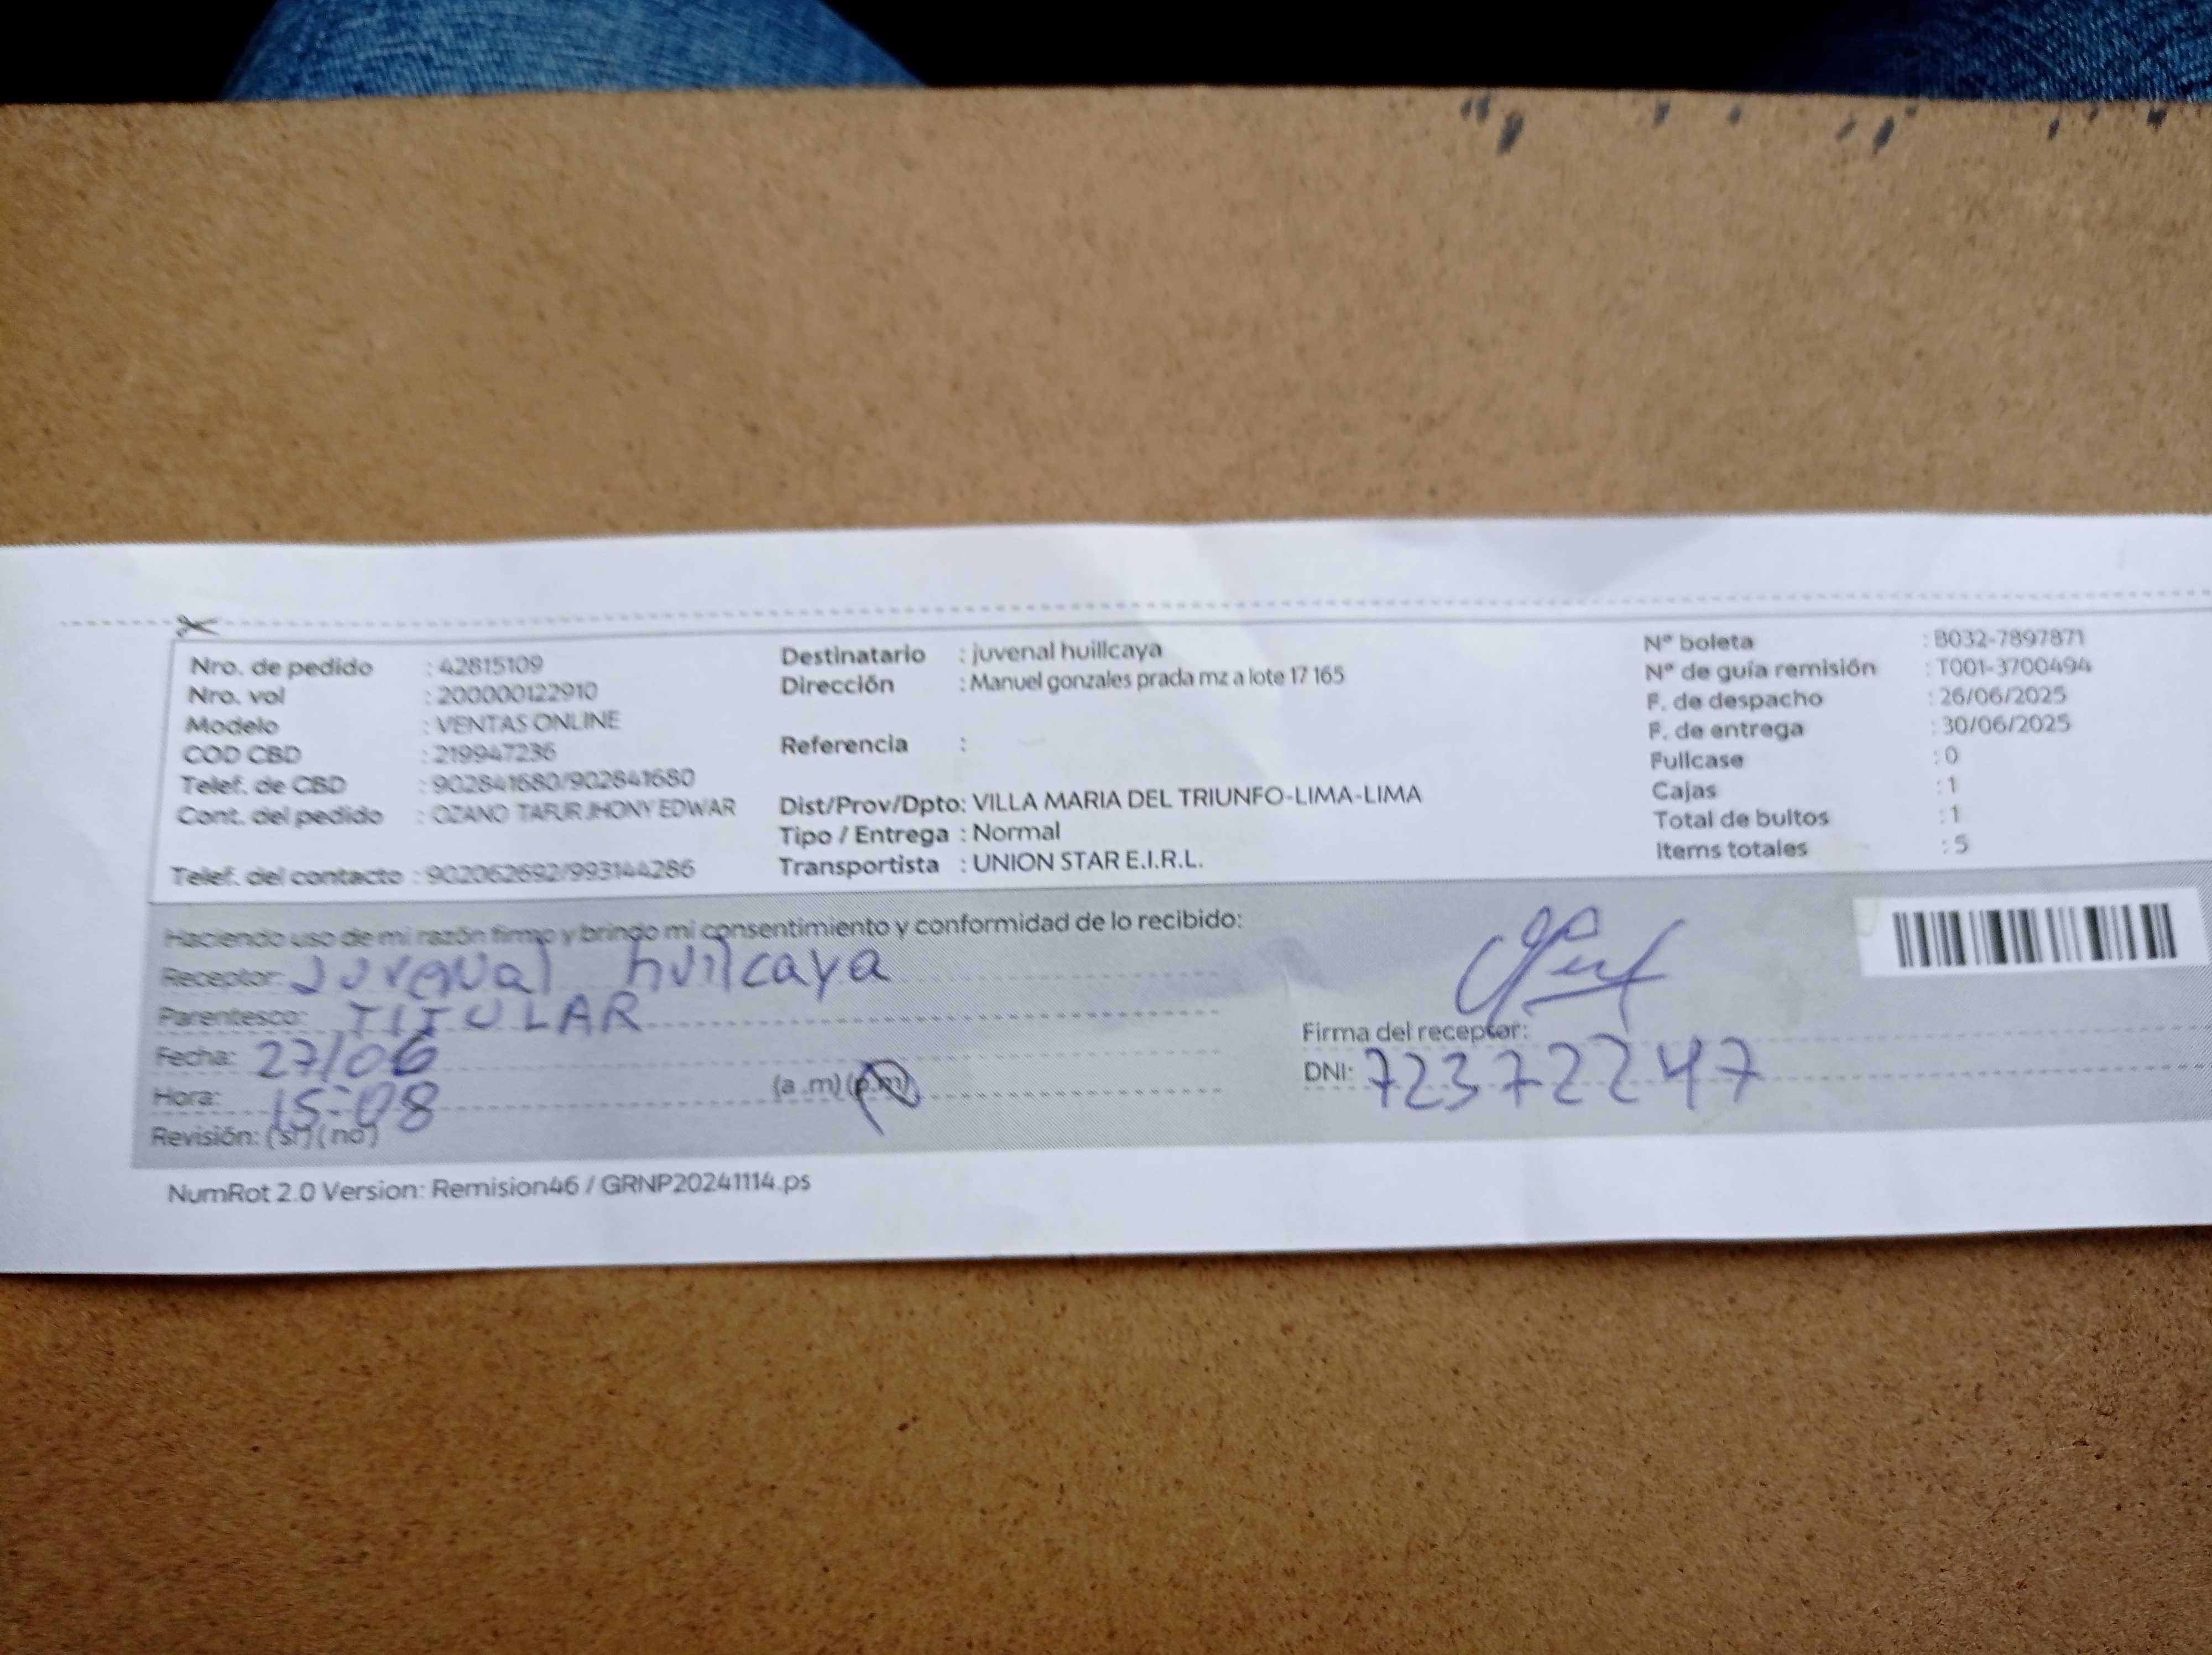 Nro. de pedido : 42815109
Nro. vol : 200000122910
Modelo : VENTAS ONLINE
COD CBD : 219947236
Telef. de CBD : 902841680/902841680
Cont. del pedido : OZANO TAFUR JHONY EDWAR
Telef. del contacto : 902062692/993144286
Destinatario : juvenal huillcaya
Dirección : Manuel gonzales prada mz a lote 17 165
Referencia :
Dist/Prov/Dpto: VILLA MARIA DEL TRIUNFO-LIMA-LIMA
Tipo / Entrega : Normal
Transportista : UNION STAR E.I.R.L.
Nº boleta : B032-7897871
Nº de guía remisión : T001-3700494
F. de despacho : 26/06/2025
F. de entrega : 30/06/2025
Fullcase : 0
Cajas : 1
Total de bultos : 1
Items totales : 5
Haciendo uso de mi razón firmo y brindo mi consentimiento y conformidad de lo recibido:
Receptor: Juvenal huilcaya
Parentesco: TITULAR
Fecha: 27/06
Hora: 15:08 (a .m) (p.m)
Revisión: (si) (no)
Firma del receptor:
DNI: 72372247
NumRot 2.0 Version: Remision46 / GRNP20241114.ps